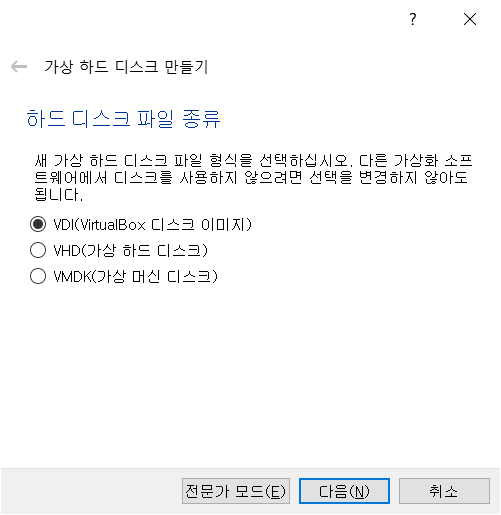 ?
가상 하드 디스크 만들기
하드 디스크 파일 종류
새 가상 하드 디스크 파일 형식을 선택하십시오. 다른 가상화 소프
트웨어에서 디스크를 사용하지 않으려면 선택을 변경하지 않아도
됩니다.
VDI(VirtualBox 디스크 이미지)
VHD(가상 하드 디스크)
VMDK(가상 머신 디스크)
전문가 모드(E) 다음(N) 취소